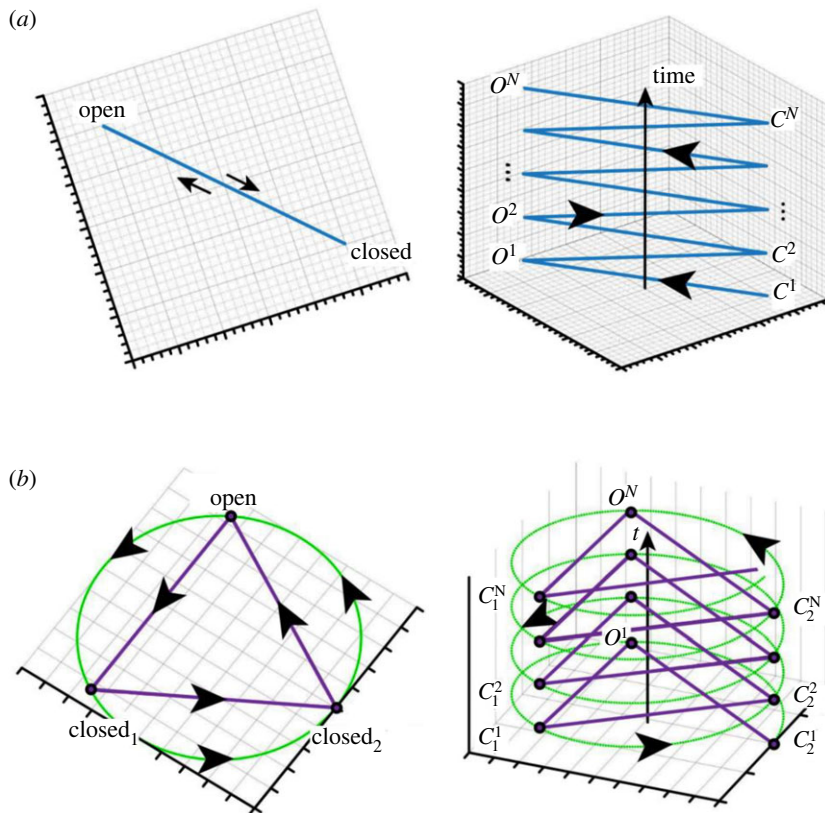 (a)
open
closed
time
O^N
C^N
⋮
O^2
⋮
O^1
C^2
C^1
(b)
open
closed_1
closed_2
O^N
t
C_1^N
C_2^N
O^1
C_1^2
C_2^2
C_1^1
C_2^1